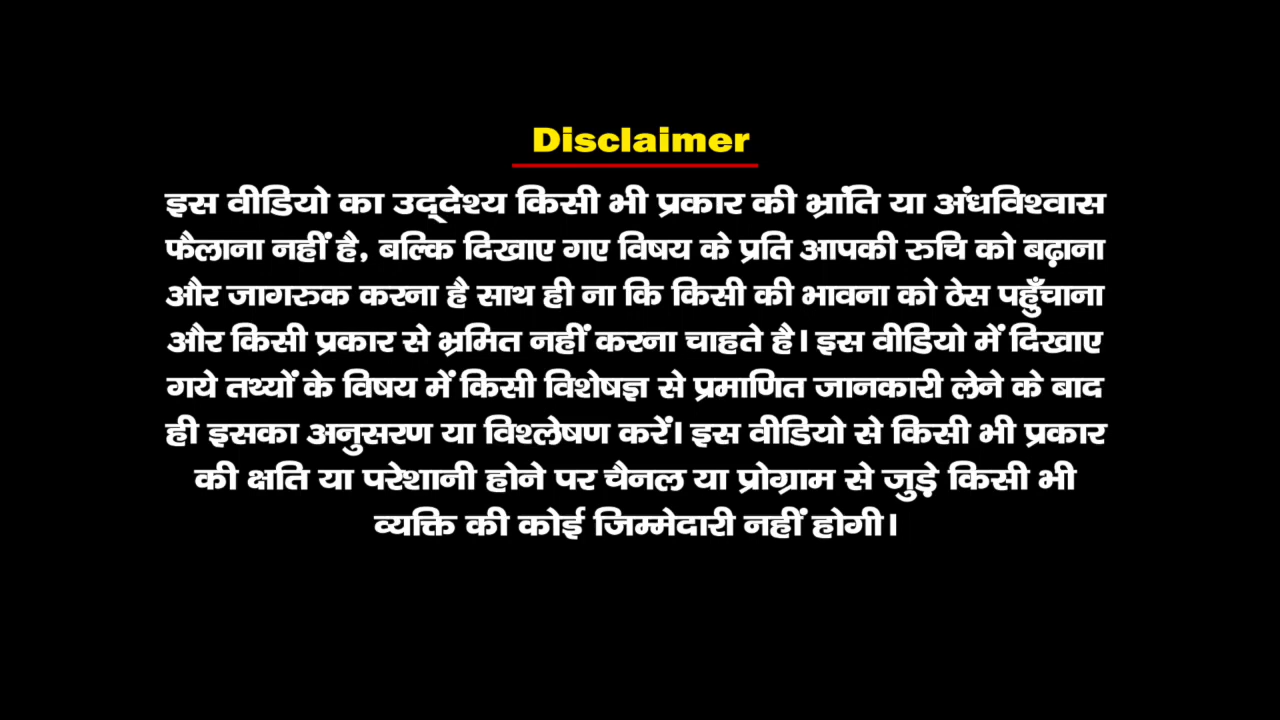 Disclaimer
इस वीडियो का उद्‌देश्य किसी भी प्रकार की भ्रांति या अंधविश्वास
फैलाना नहीं है, बल्कि दिखाए गए विषय के प्रति आपकी रुचि को बढ़ाना
और जागरुक करना है साथ ही ना कि किसी की भावना को ठेस पहुँचाना
और किसी प्रकार से भ्रमित नहीं करना चाहते है। इस वीडियो में दिखाए
गये तथ्यों के विषय में किसी विशेषज्ञ से प्रमाणित जानकारी लेने के बाद
ही इसका अनुसरण या विश्लेषण करें। इस वीडियो से किसी भी प्रकार
की क्षति या परेशानी होने पर चैनल या प्रोग्राम से जुड़े किसी भी
व्यक्ति की कोई जिम्मेदारी नहीं होगी।